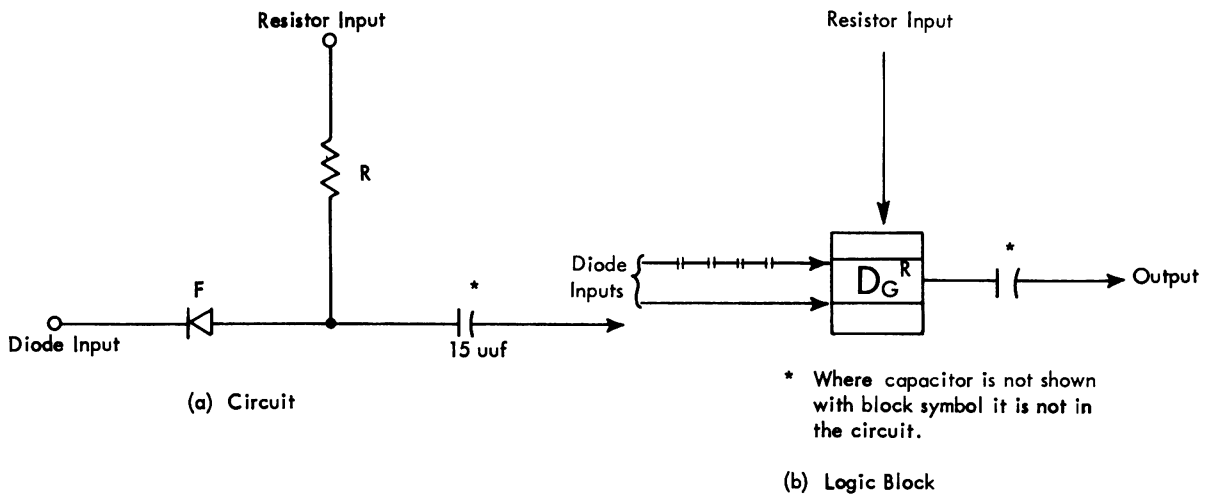 Resistor Input
R
F
*
Diode Input
15 uuf
(a) Circuit
Resistor Input
Diode
Inputs
D_G^R
*
Output
* Where capacitor is not shown
with block symbol it is not in
the circuit.
(b) Logic Block